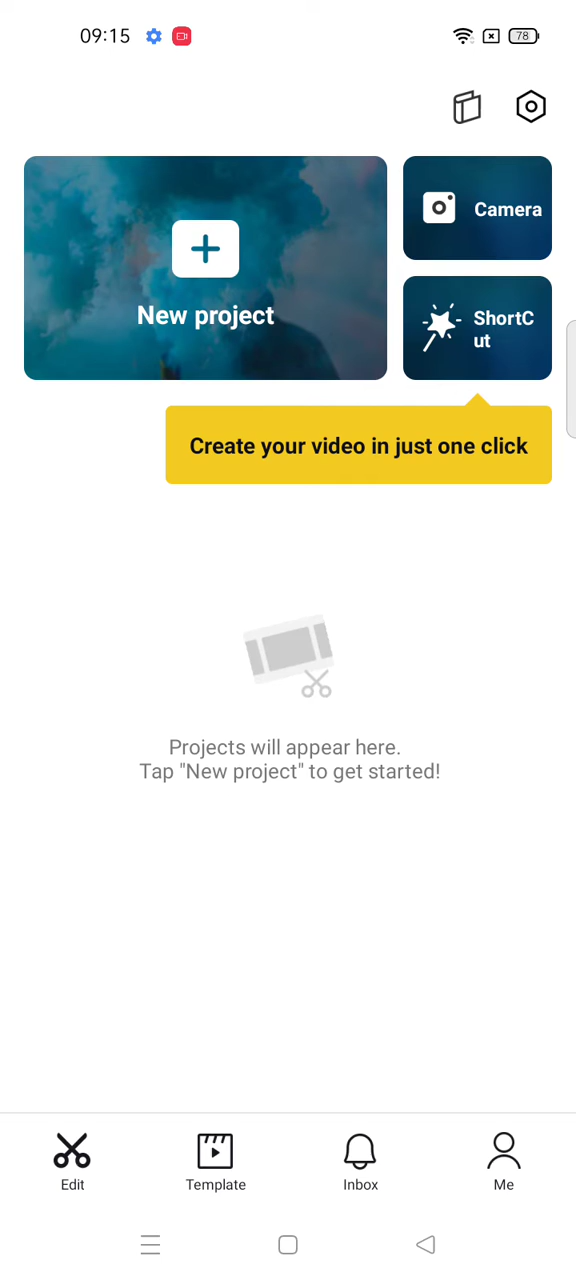 09:15
78
Camera
New project
ShortC
ut
Create your video in just one click
Projects will appear here.
Tap "New project" to get started!
Edit
Template
Inbox
Me